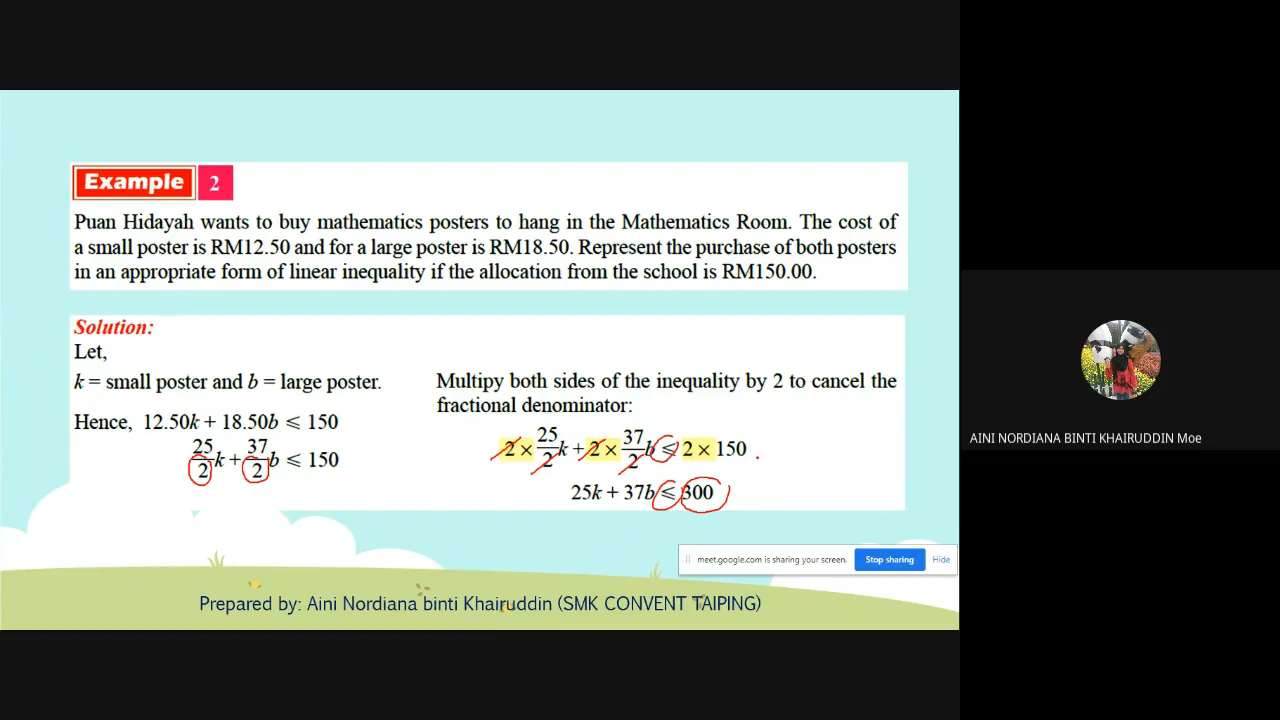 Example 2
Puan Hidayah wants to buy mathematics posters to hang in the Mathematics Room. The cost of
a small poster is RM12.50 and for a large poster is RM18.50. Represent the purchase of both posters
in an appropriate form of linear inequality if the allocation from the school is RM150.00.
Solution:
Let,
k = small poster and b = large poster.
Hence, 12.50k + 18.50b ⩽ 150
25/2 k + 37/2 b ⩽ 150
Multipy both sides of the inequality by 2 to cancel the
fractional denominator:
2 × 25/2 k + 2 × 37/2 b ⩽ 2 × 150
25k + 37b ⩽ 300
meet.google.com is sharing your screen. Stop sharing Hide
Prepared by: Aini Nordiana binti Khairuddin (SMK CONVENT TAIPING)
AINI NORDIANA BINTI KHAIRUDDIN Moe